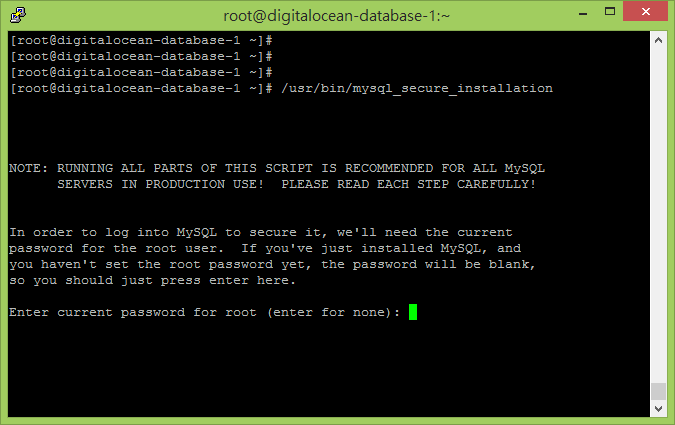 root@digitalocean-database-1:~
[root@digitalocean-database-1 ~]#
[root@digitalocean-database-1 ~]#
[root@digitalocean-database-1 ~]#
[root@digitalocean-database-1 ~]# /usr/bin/mysql_secure_installation
NOTE: RUNNING ALL PARTS OF THIS SCRIPT IS RECOMMENDED FOR ALL MySQL
SERVERS IN PRODUCTION USE!  PLEASE READ EACH STEP CAREFULLY!
In order to log into MySQL to secure it, we'll need the current
password for the root user.  If you've just installed MySQL, and
you haven't set the root password yet, the password will be blank,
so you should just press enter here.
Enter current password for root (enter for none):